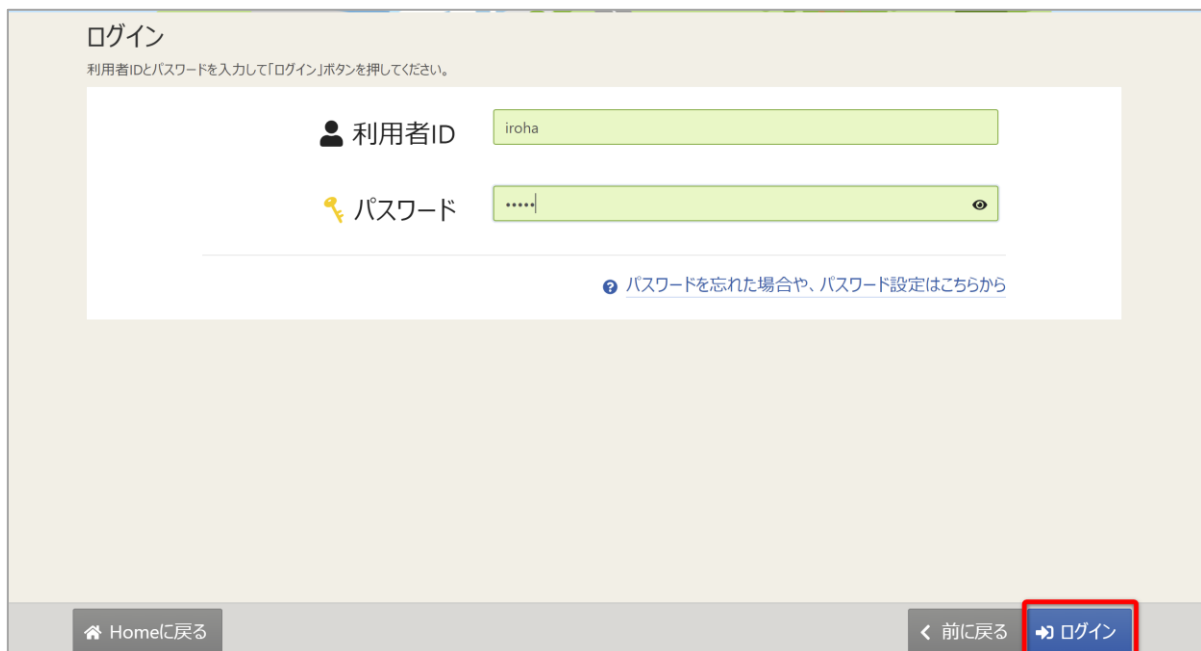 ログイン
利用者IDとパスワードを入力して「ログイン」ボタンを押してください。
利用者ID
iroha
パスワード
•••••
パスワードを忘れた場合や、パスワード設定はこちらから
Homeに戻る
前に戻る
ログイン